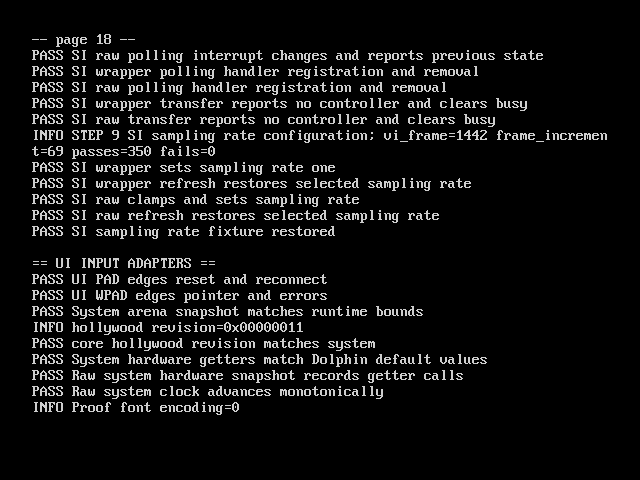 -- page 18 --
PASS SI raw polling interrupt changes and reports previous state
PASS SI wrapper polling handler registration and removal
PASS SI raw polling handler registration and removal
PASS SI wrapper transfer reports no controller and clears busy
PASS SI raw transfer reports no controller and clears busy
INFO STEP 9 SI sampling rate configuration; vi_frame=1442 frame_incremen
t=69 passes=350 fails=0
PASS SI wrapper sets sampling rate one
PASS SI wrapper refresh restores selected sampling rate
PASS SI raw clamps and sets sampling rate
PASS SI raw refresh restores selected sampling rate
PASS SI sampling rate fixture restored
== UI INPUT ADAPTERS ==
PASS UI PAD edges reset and reconnect
PASS UI WPAD edges pointer and errors
PASS System arena snapshot matches runtime bounds
INFO hollywood revision=0x00000011
PASS core hollywood revision matches system
PASS System hardware getters match Dolphin default values
PASS Raw system hardware snapshot records getter calls
PASS Raw system clock advances monotonically
INFO Proof font encoding=0